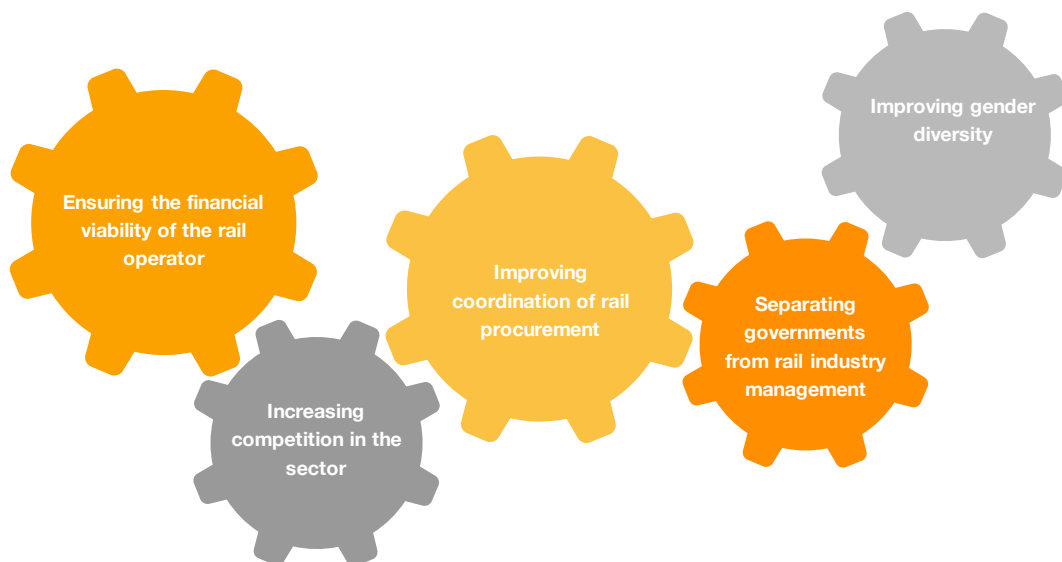 Ensuring the financial
viability of the rail
operator
Increasing
competition in the
sector
Improving
coordination of rail
procurement
Separating
governments
from rail industry
management
Improving gender
diversity